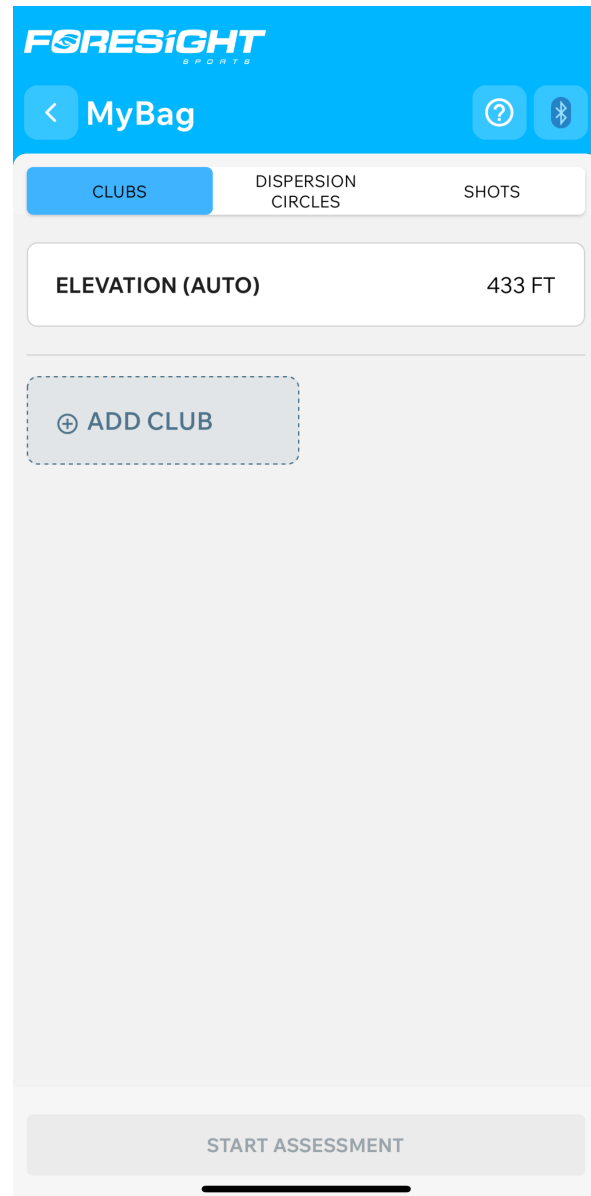 FORESiGHT
SPORTS
MyBag
CLUBS
DISPERSION
CIRCLES
SHOTS
ELEVATION (AUTO)
433 FT
ADD CLUB
START ASSESSMENT